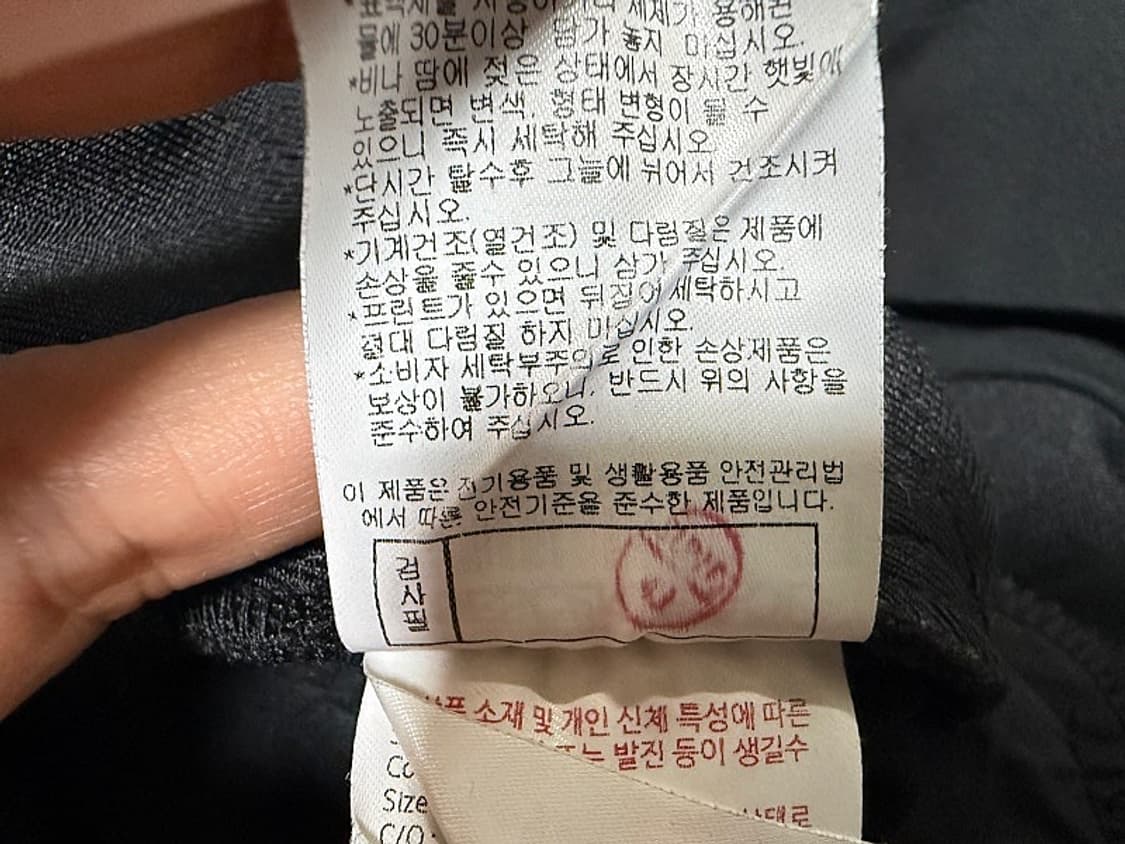 물에 30분이상 담가 놓지 마십시오.
*비나 땀에 젖은 상태에서 장시간 햇빛에
노출되면 변색, 형태 변형이 될 수
있으니 즉시 세탁해 주십시오.
*단시간 탈수후 그늘에 뉘어서 건조시켜
주십시오.
*기계건조(열건조) 및 다림질은 제품에
손상을 줄수 있으니 삼가 주십시오.
*프린트가 있으면 뒤집어 세탁하시고
절대 다림질 하지 마십시오.
*소비자 세탁부주의로 인한 손상제품은
보상이 불가하오니, 반드시 위의 사항을
준수하여 주십시오.
이 제품은 전기용품 및 생활용품 안전관리법
에서 따른 안전기준을 준수한 제품입니다.
검사필
소재 및 개인 신체 특성에 따른
또는 발진 등이 생길수
Size
C/O: